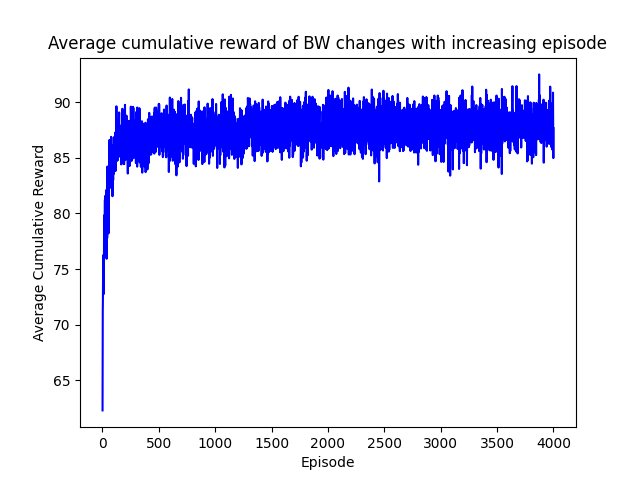 Average cumulative reward of BW changes with increasing episode
90
85
80
75
70
65
Average Cumulative Reward
0 500 1000 1500 2000 2500 3000 3500 4000
Episode